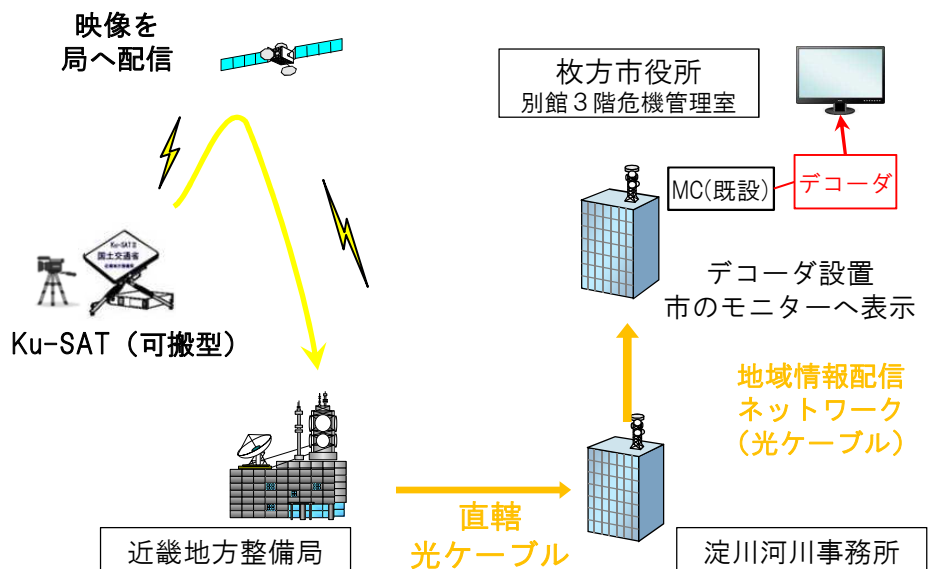 映像を
局へ配信
枚方市役所
別館３階危機管理室
MC(既設)
デコーダ
Ku-SATⅡ
国土交通省
Ku-SAT（可搬型）
デコーダ設置
市のモニターへ表示
地域情報配信
ネットワーク
（光ケーブル）
直轄
光ケーブル
近畿地方整備局
淀川河川事務所